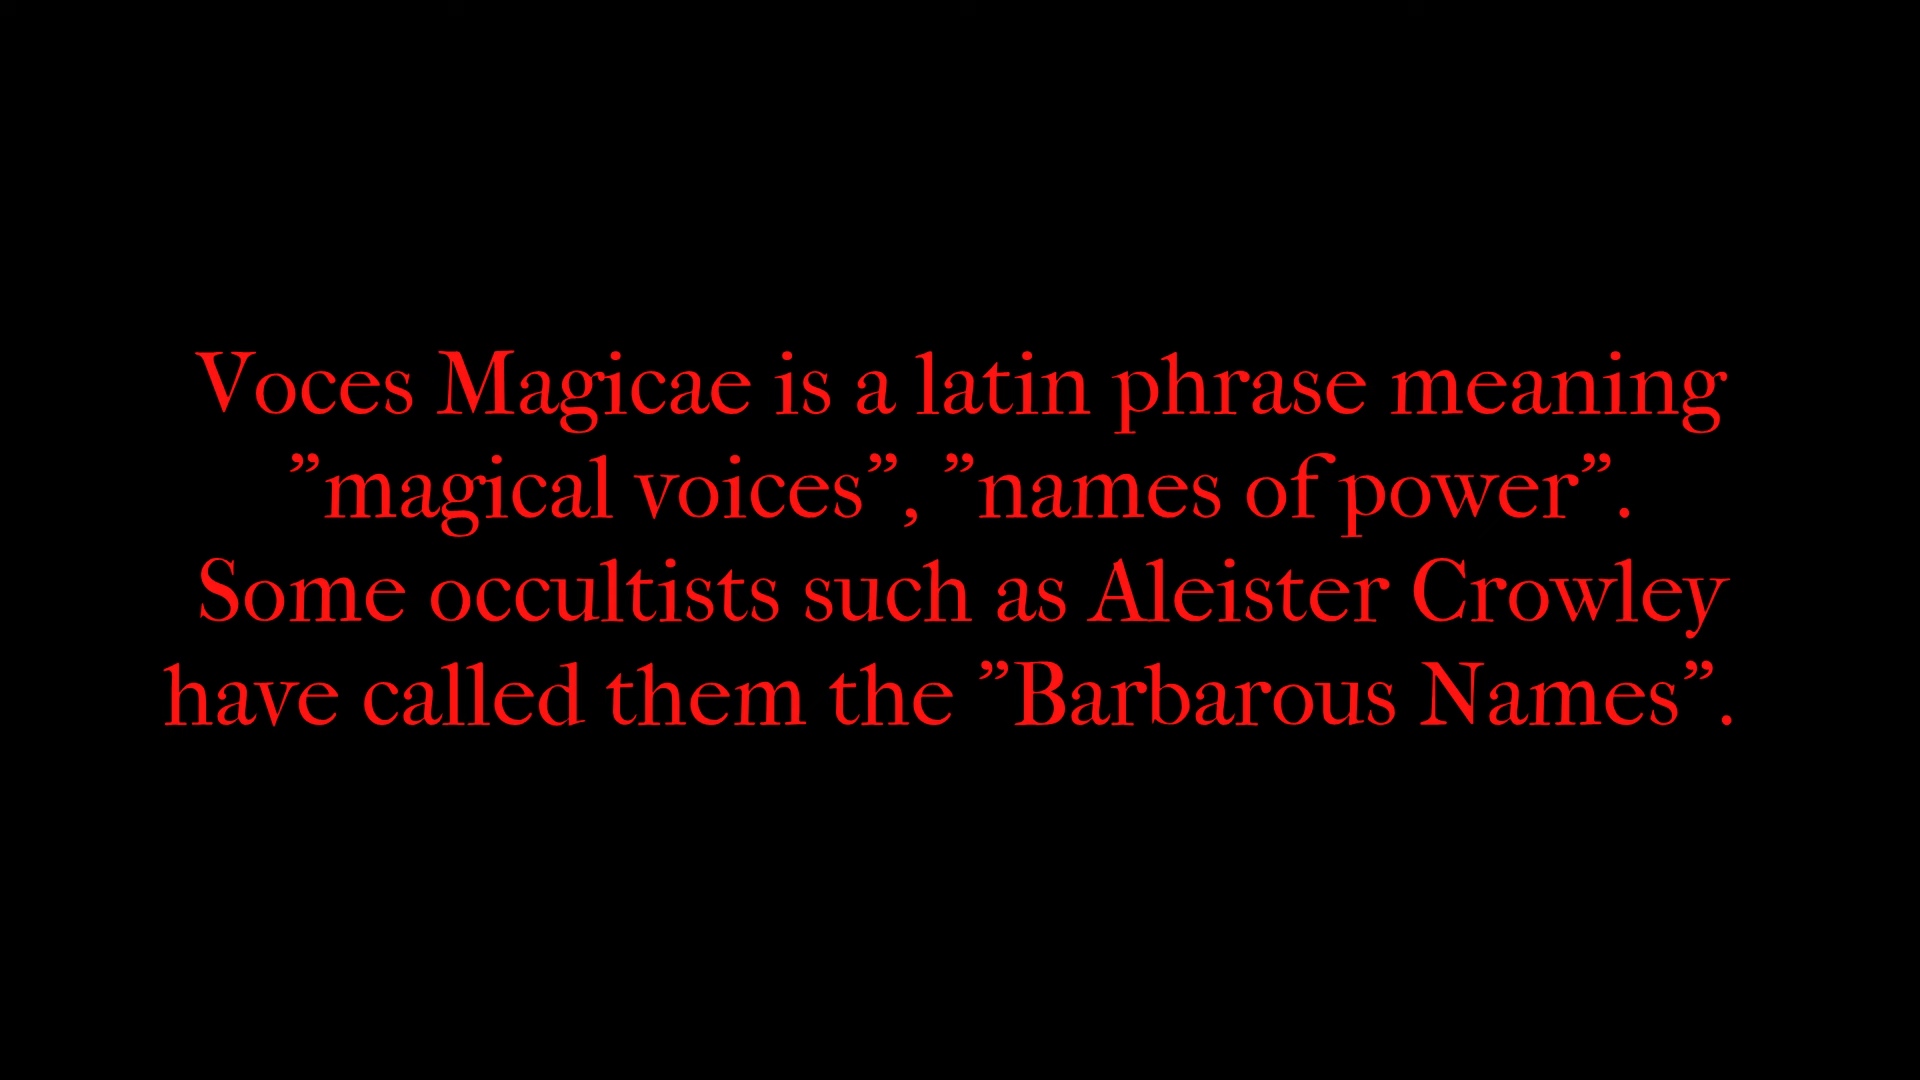 Voces Magicae is a latin phrase meaning
”magical voices”, ”names of power”.
Some occultists such as Aleister Crowley
have called them the ”Barbarous Names”.